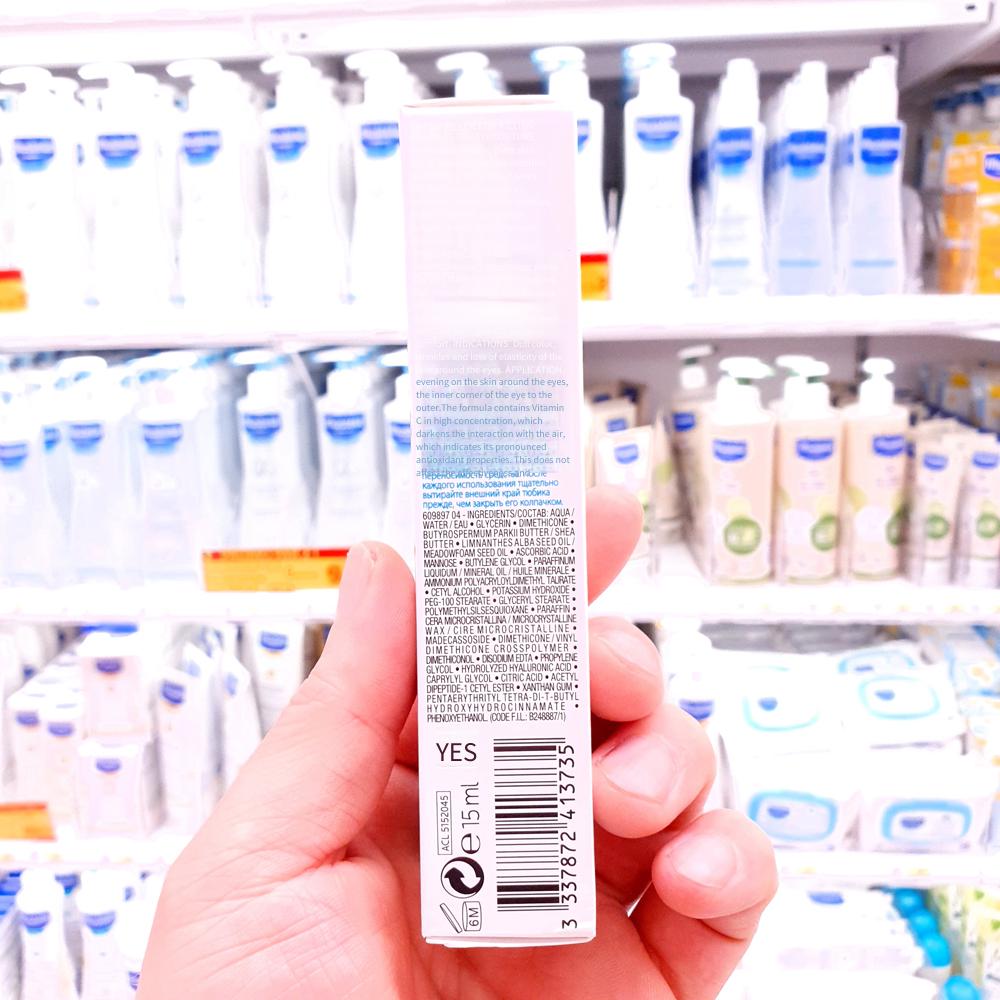 INDICATIONS. Dull color,
wrinkles and loss of elasticity of the
around the eyes. APPLICATION.
evening on the skin around the eyes,
the inner corner of the eye to the
outer.The formula contains Vitamin
C in high concentration, which
darkens the interaction with the air,
which indicates its pronounced
antioxidant properties. This does not
каждого использования тщательно
вытирайте внешний край тюбика
прежде, чем закрыть его колпачком.
609897 04 - INGREDIENTS/СОСТАВ: AQUA /
WATER / EAU • GLYCERIN • DIMETHICONE •
BUTYROSPERMUM PARKII BUTTER / SHEA
BUTTER • LIMNANTHES ALBA SEED OIL /
MEADOWFOAM SEED OIL • ASCORBIC ACID •
MANNOSE • BUTYLENE GLYCOL • PARAFFINUM
LIQUIDUM / MINERAL OIL / HUILE MINERALE •
AMMONIUM POLYACRYLOYLDIMETHYL TAURATE
• CETYL ALCOHOL • POTASSIUM HYDROXIDE •
PEG-100 STEARATE • GLYCERYL STEARATE •
POLYMETHYLSILSESQUIOXANE • PARAFFIN •
CERA MICROCRISTALLINA / MICROCRYSTALLINE
WAX / CIRE MICROCRISTALLINE •
MADECASSOSIDE • DIMETHICONE / VINYL
DIMETHICONE CROSSPOLYMER •
DIMETHICONOL • DISODIUM EDTA • PROPYLENE
GLYCOL • HYDROLYZED HYALURONIC ACID •
CAPRYLYL GLYCOL • CITRIC ACID • ACETYL
DIPEPTIDE-1 CETYL ESTER • XANTHAN GUM •
PENTAERYTHRITYL TETRA-DI-T-BUTYL
HYDROXYHYDROCINNAMATE •
PHENOXYETHANOL. (CODE F.I.L.: B248887/1)
YES
ACL 5152045
e 15 ml
6M
3 337872 413735